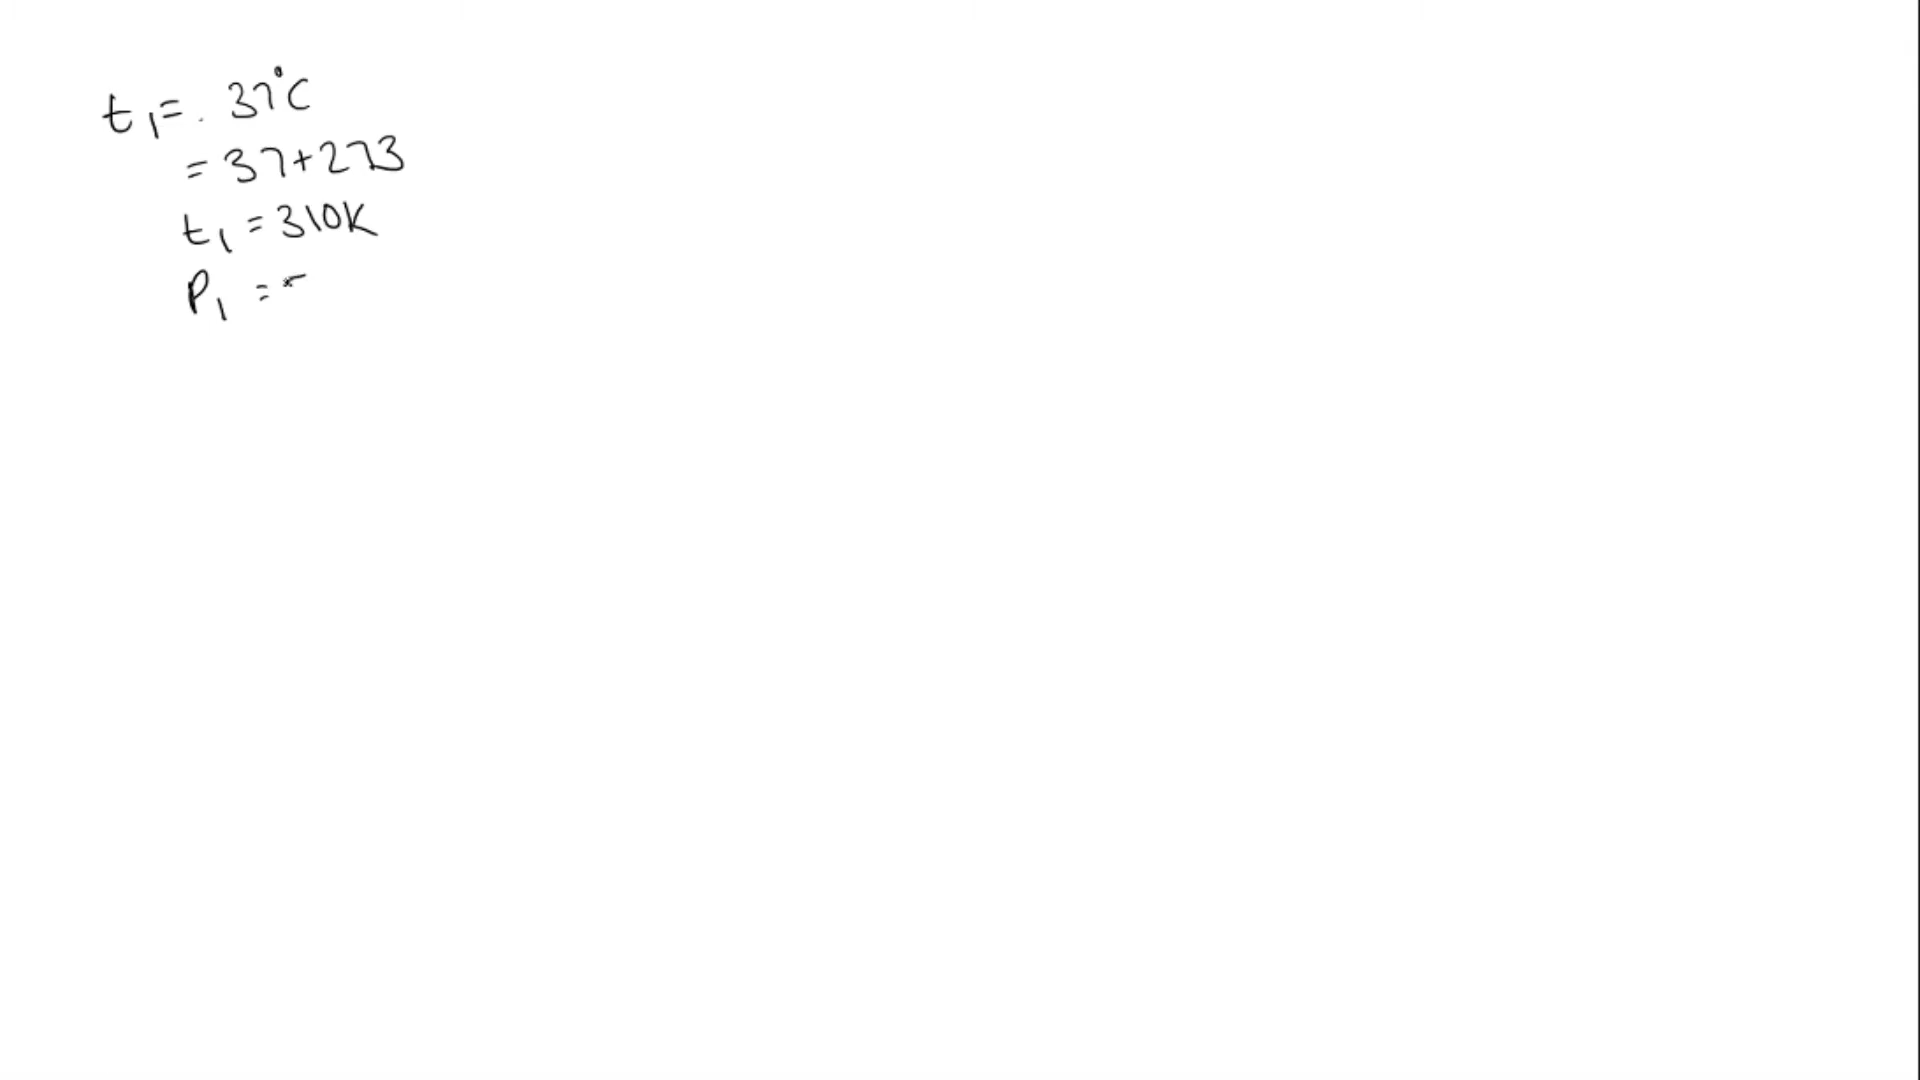 t₁ = . 37°C
= 37+273
t₁ = 310K
P₁ =